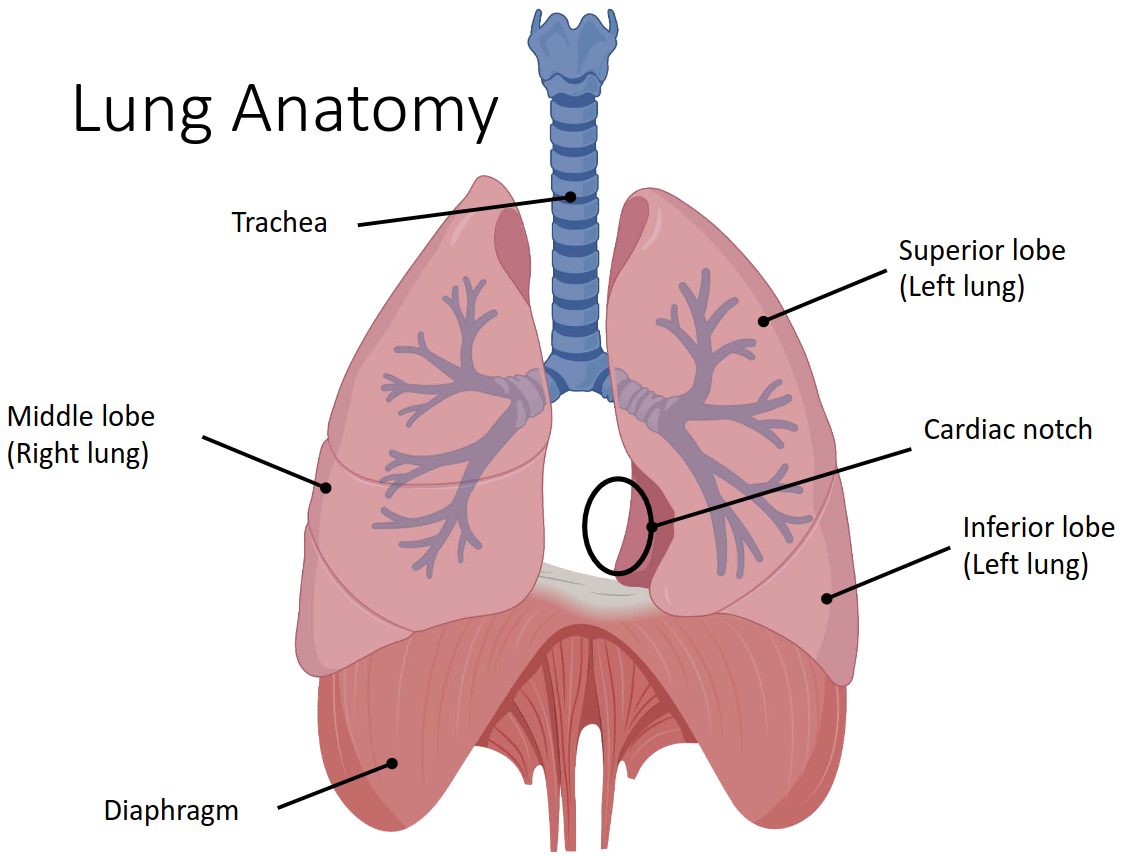 Lung Anatomy
Trachea
Superior lobe
(Left lung)
Middle lobe
(Right lung)
Cardiac notch
Inferior lobe
(Left lung)
Diaphragm